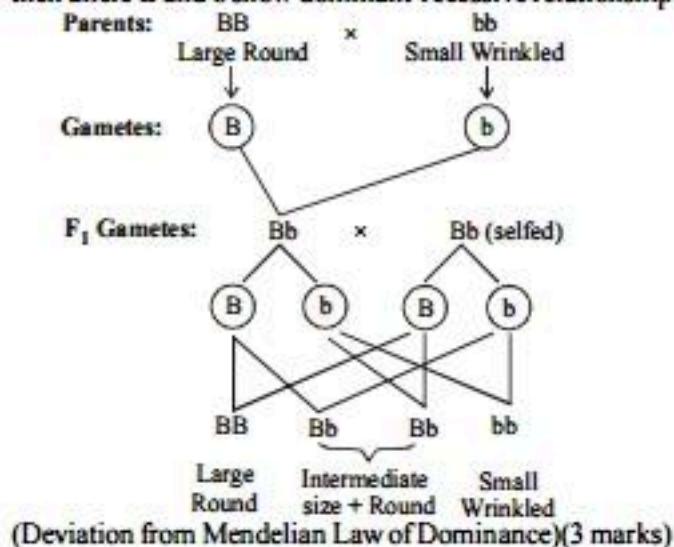 Parents: BB × bb
Large Round Small Wrinkled
Gametes: B b
F₁ Gametes: Bb × Bb (selfed)
B b B b
BB Bb Bb bb
Large Intermediate Small
Round size + Round Wrinkled
(Deviation from Mendelian Law of Dominance)(3 marks)